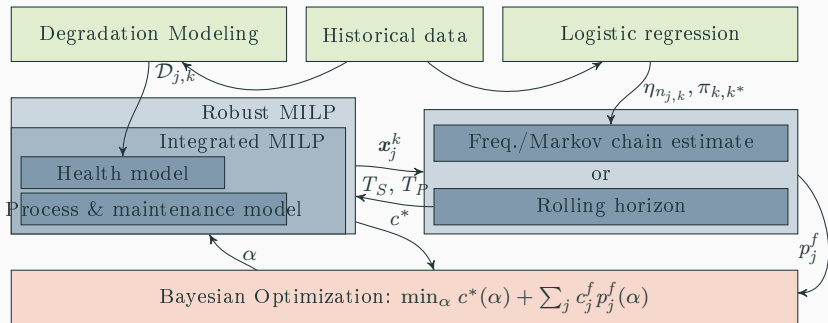 Degradation Modeling
Historical data
Logistic regression
𝒟_{j,k}
η_{n_{j,k}}, π_{k,k*}
Robust MILP
Integrated MILP
Health model
Process & maintenance model
x_j^k
T_S, T_P
c*
Freq./Markov chain estimate
or
Rolling horizon
p_j^f
α
Bayesian Optimization: min_α c*(α) + ∑_j c_j^f p_j^f(α)